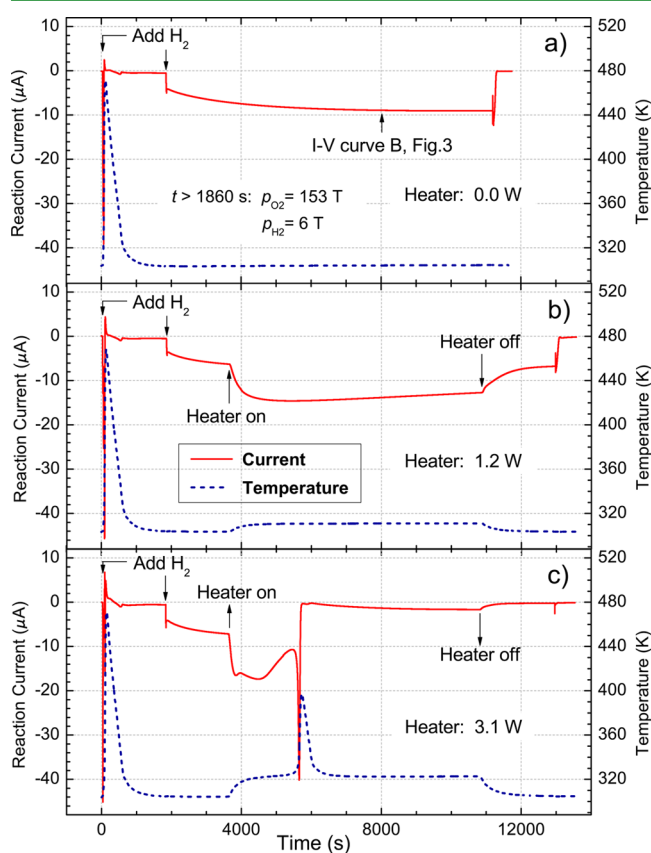 10
520
Add H2
a)
0
480
-10
440
I-V curve B, Fig.3
-20
400
t > 1860 s: pO2 = 153 T
Heater: 0.0 W
-30
360
pH2 = 6 T
-40
320
Reaction Current (μA)
Temperature (K)
10
520
Add H2
b)
Heater off
0
480
-10
440
Heater on
-20
400
Current
Heater: 1.2 W
Temperature
-30
360
-40
320
Reaction Current (μA)
Temperature (K)
10
520
Add H2
c)
Heater on
0
480
Heater off
-10
440
-20
400
Heater: 3.1 W
-30
360
-40
320
Reaction Current (μA)
Temperature (K)
0
4000
8000
12000
Time (s)